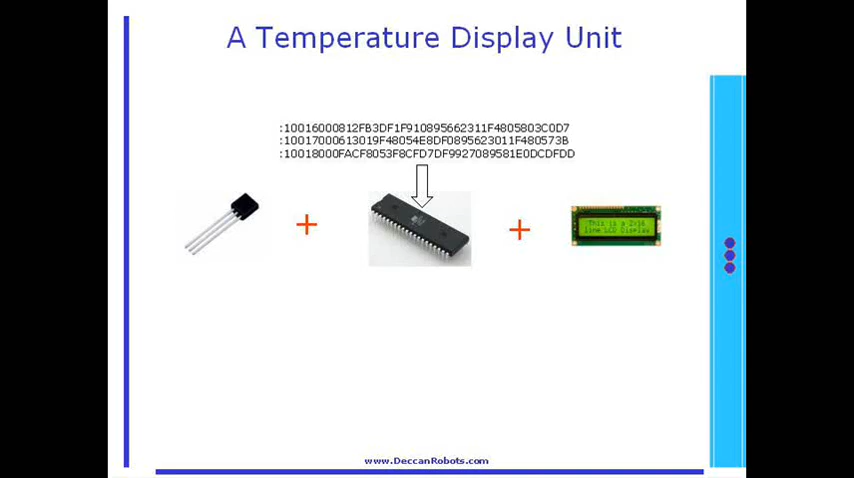 A Temperature Display Unit
:10016000812FB3DF1F910895662311F4805803C0D7
:10017000613019F48054E8DF0895623011F480573B
:10018000FACF8053F8CFD7DF9927089581E0DCDFDD
This is a 2x16
line LCD Display
www.DeccanRobots.com